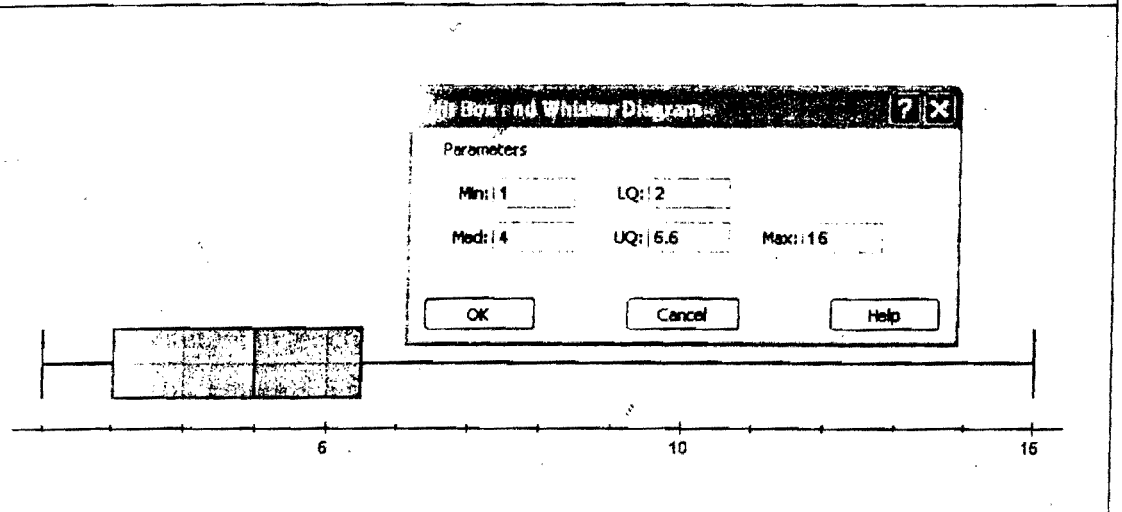 Edit Box and Whisker Diagram
Parameters
Min: 1 LQ: 2
Med: 4 UQ: 6.6 Max: 16
OK Cancel Help
6 10 16